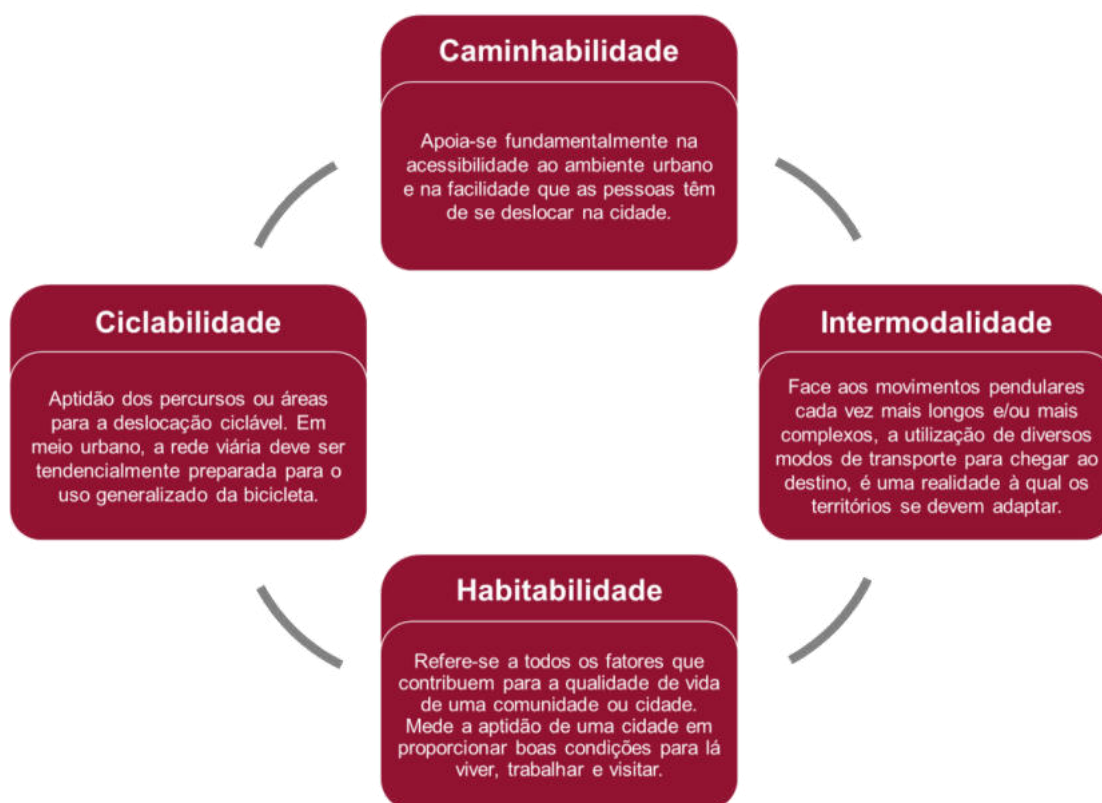 Caminhabilidade
Apoia-se fundamentalmente na
acessibilidade ao ambiente urbano
e na facilidade que as pessoas têm
de se deslocar na cidade.
Ciclabilidade
Aptidão dos percursos ou áreas
para a deslocação ciclável. Em
meio urbano, a rede viária deve ser
tendencialmente preparada para o
uso generalizado da bicicleta.
Intermodalidade
Face aos movimentos pendulares
cada vez mais longos e/ou mais
complexos, a utilização de diversos
modos de transporte para chegar ao
destino, é uma realidade à qual os
territórios se devem adaptar.
Habitabilidade
Refere-se a todos os fatores que
contribuem para a qualidade de vida
de uma comunidade ou cidade.
Mede a aptidão de uma cidade em
proporcionar boas condições para lá
viver, trabalhar e visitar.